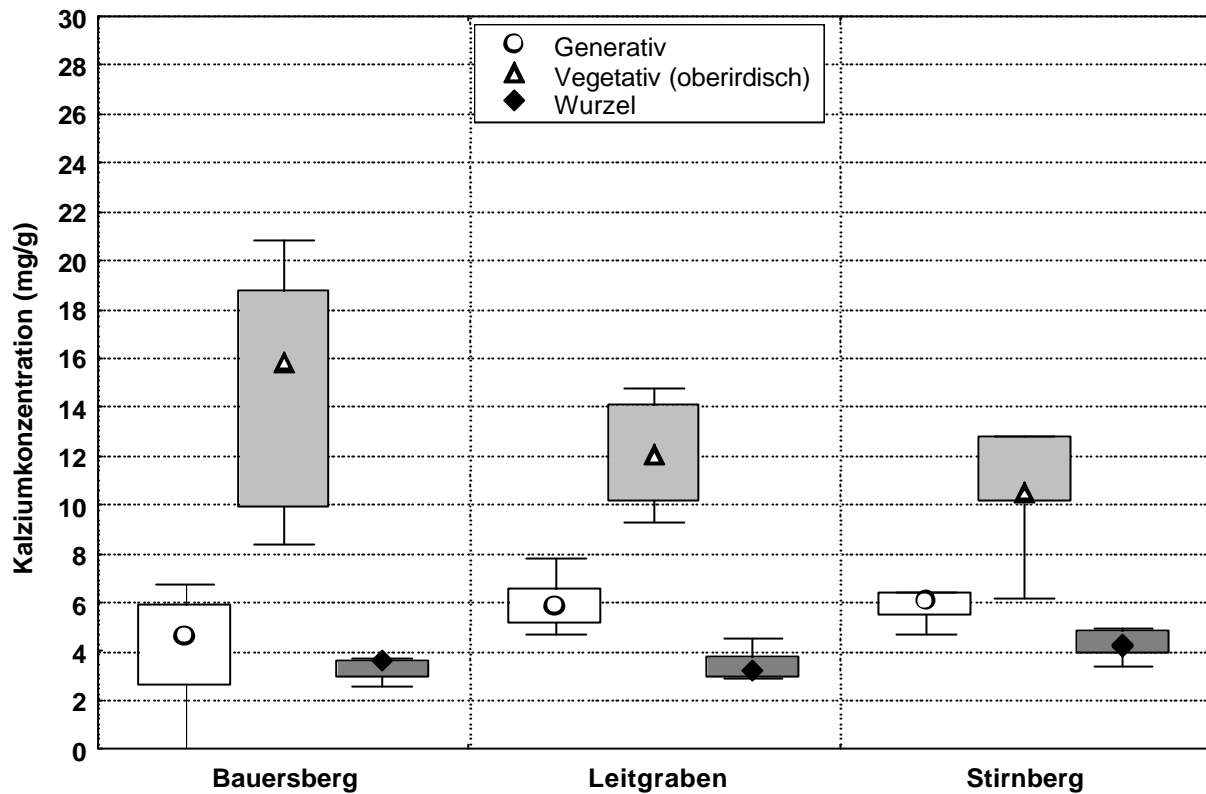 30
28
26
24
22
20
18
16
14
12
10
8
6
4
2
0
Kalziumkonzentration (mg/g)
Generativ
Vegetativ (oberirdisch)
Wurzel
Bauersberg
Leitgraben
Stirnberg